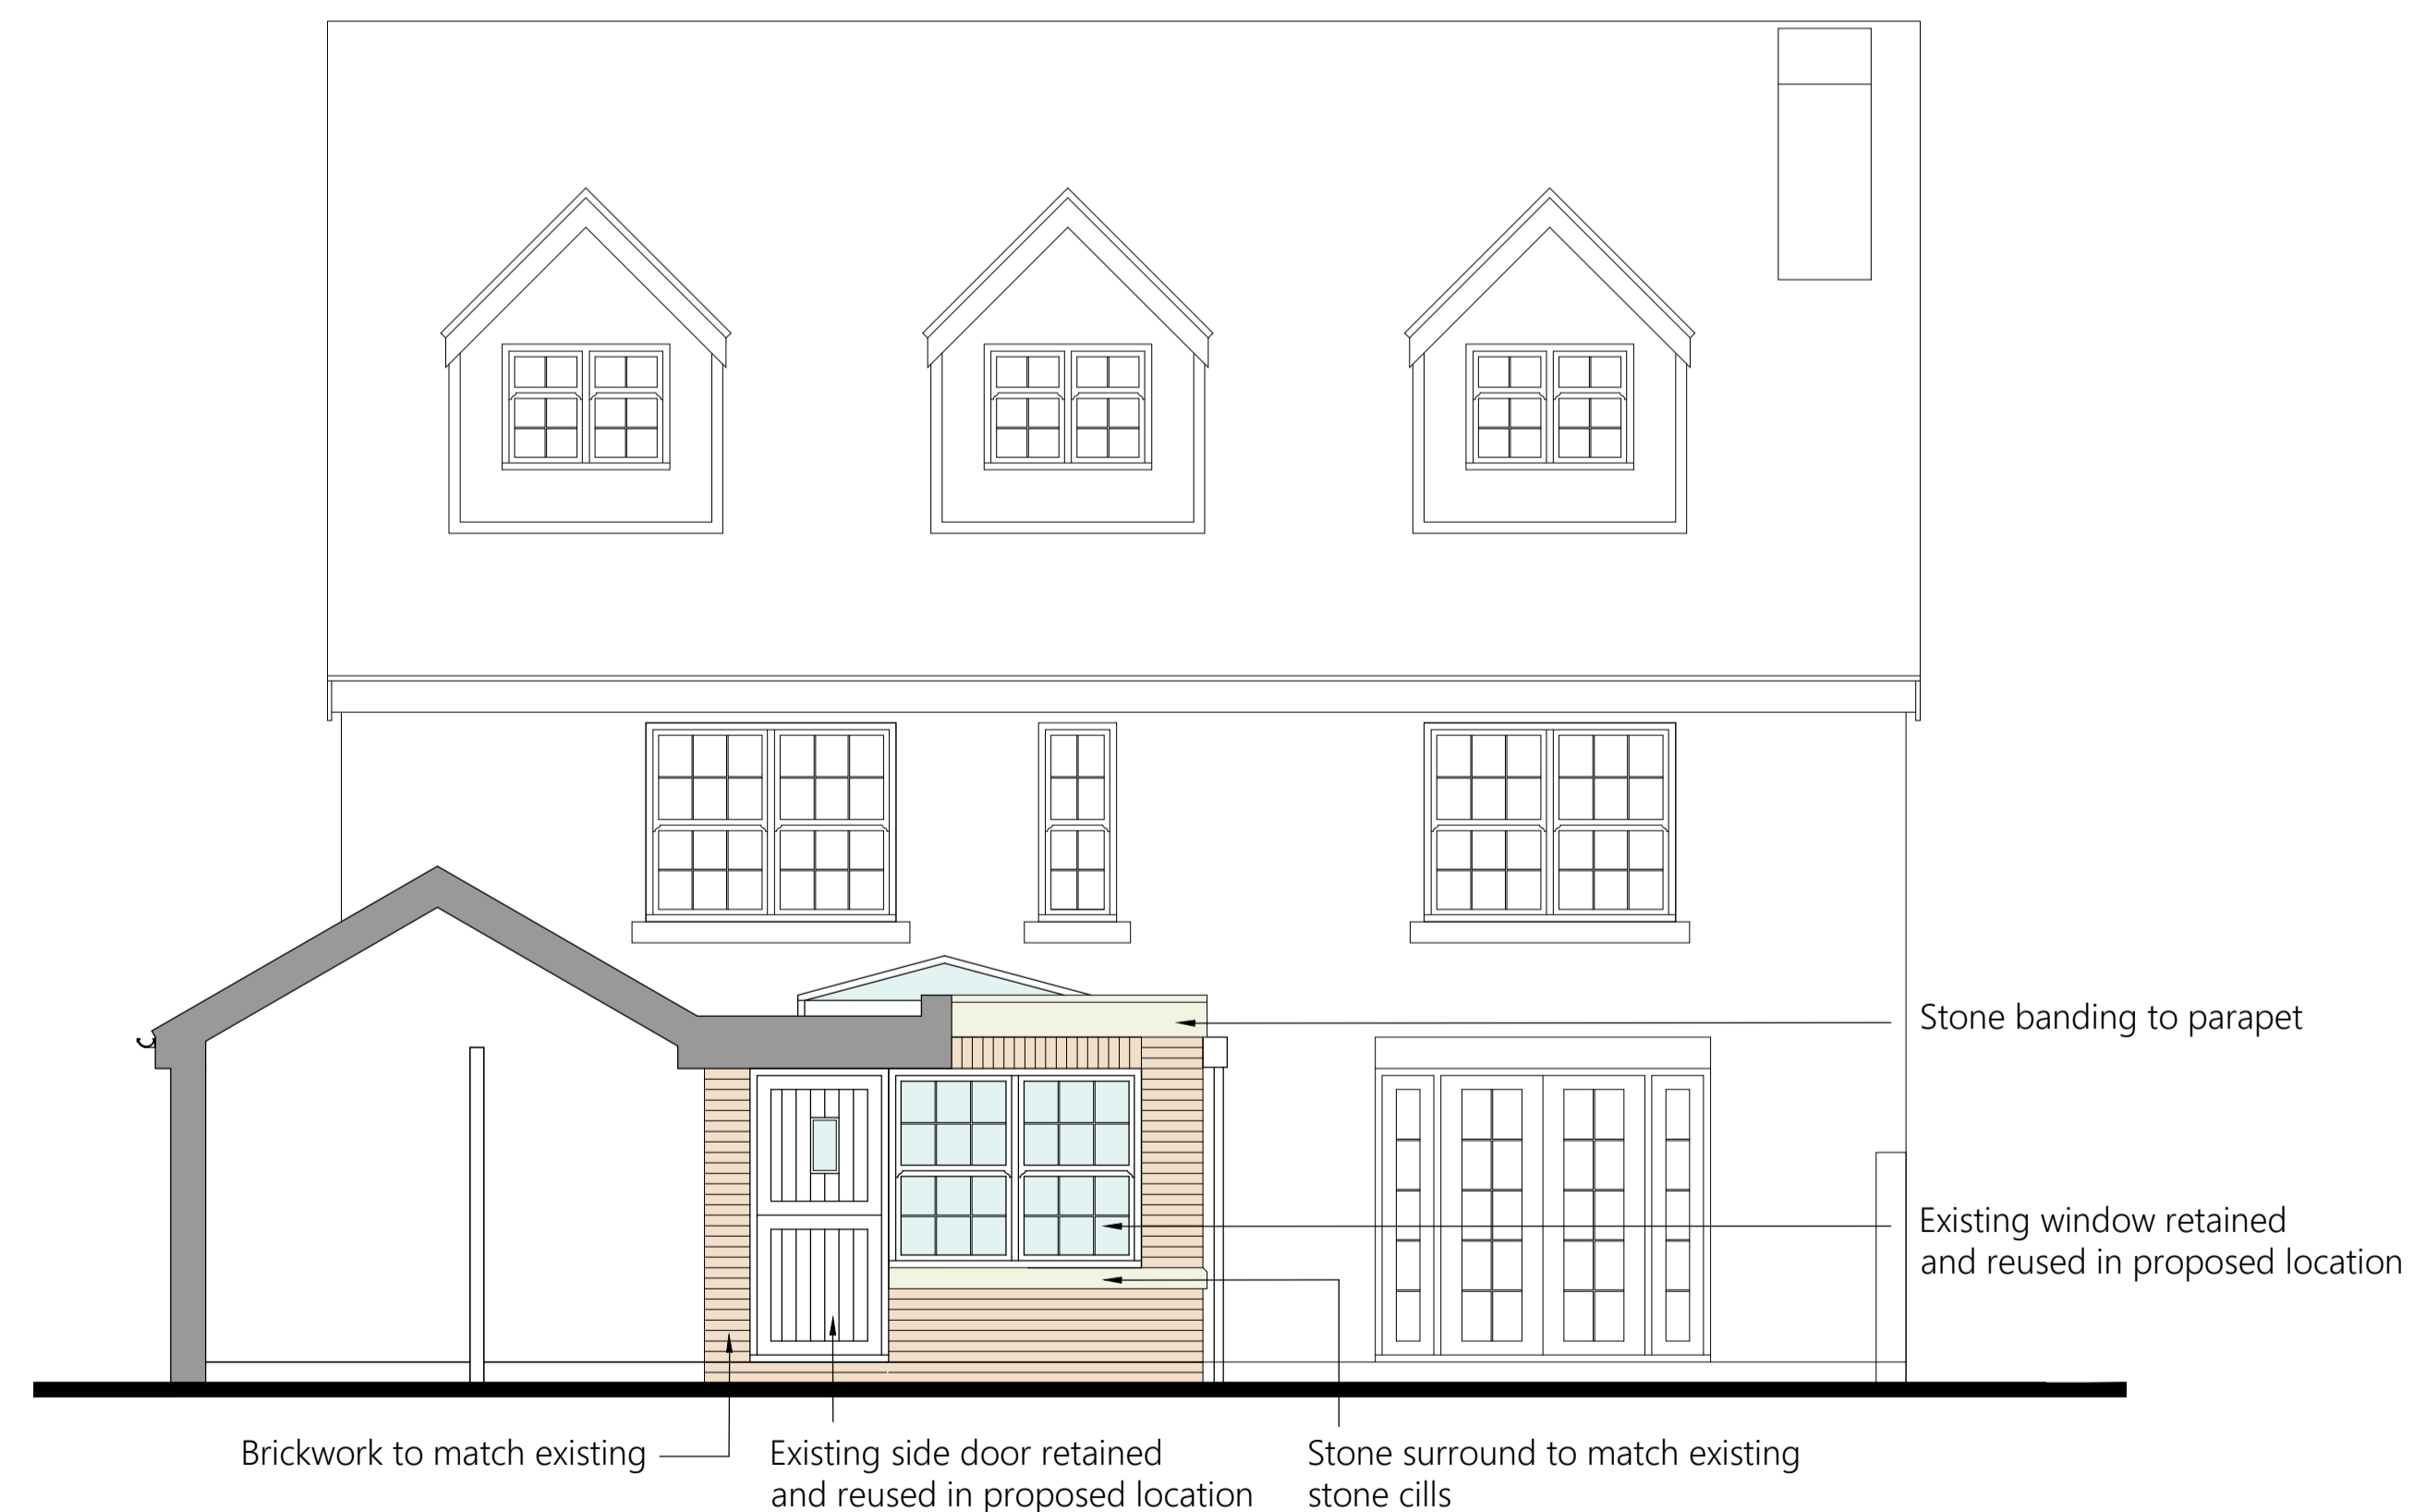 Stone banding to parapet
Existing window retained
and reused in proposed location
Brickwork to match existing
Existing side door retained
and reused in proposed location
Stone surround to match existing
stone cills